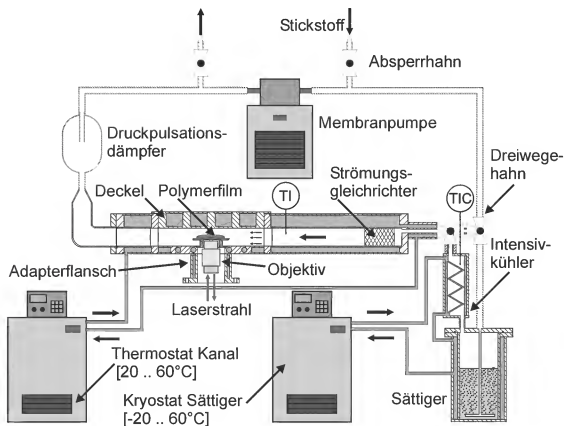 Stickstoff
Absperrhahn
Membranpumpe
Druckpulsations-
dämpfer
Dreiwege-
hahn
Deckel
Polymerfilm
TI
Strömungs-
gleichrichter
TIC
Intensiv-
kühler
Adapterflansch
Objektiv
Laserstrahl
Thermostat Kanal
[20 .. 60°C]
Kryostat Sättiger
[-20 .. 60°C]
Sättiger